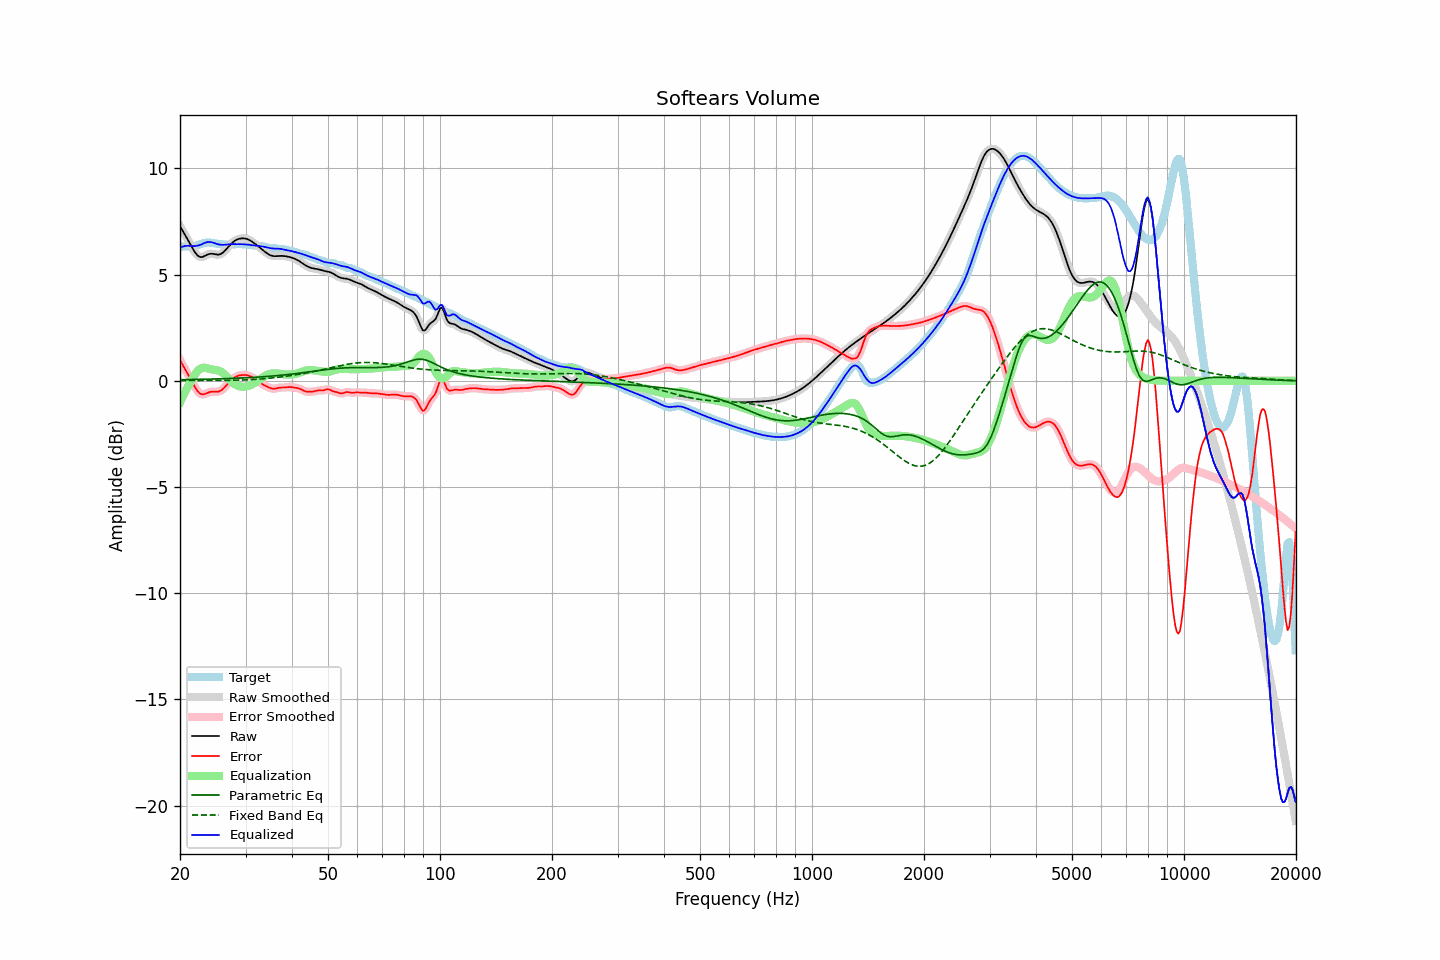 Softears Volume
Amplitude (dBr)
10
5
0
−5
−10
−15
−20
Target
Raw Smoothed
Error Smoothed
Raw
Error
Equalization
Parametric Eq
Fixed Band Eq
Equalized
20 50 100 200 500 1000 2000 5000 10000 20000
Frequency (Hz)